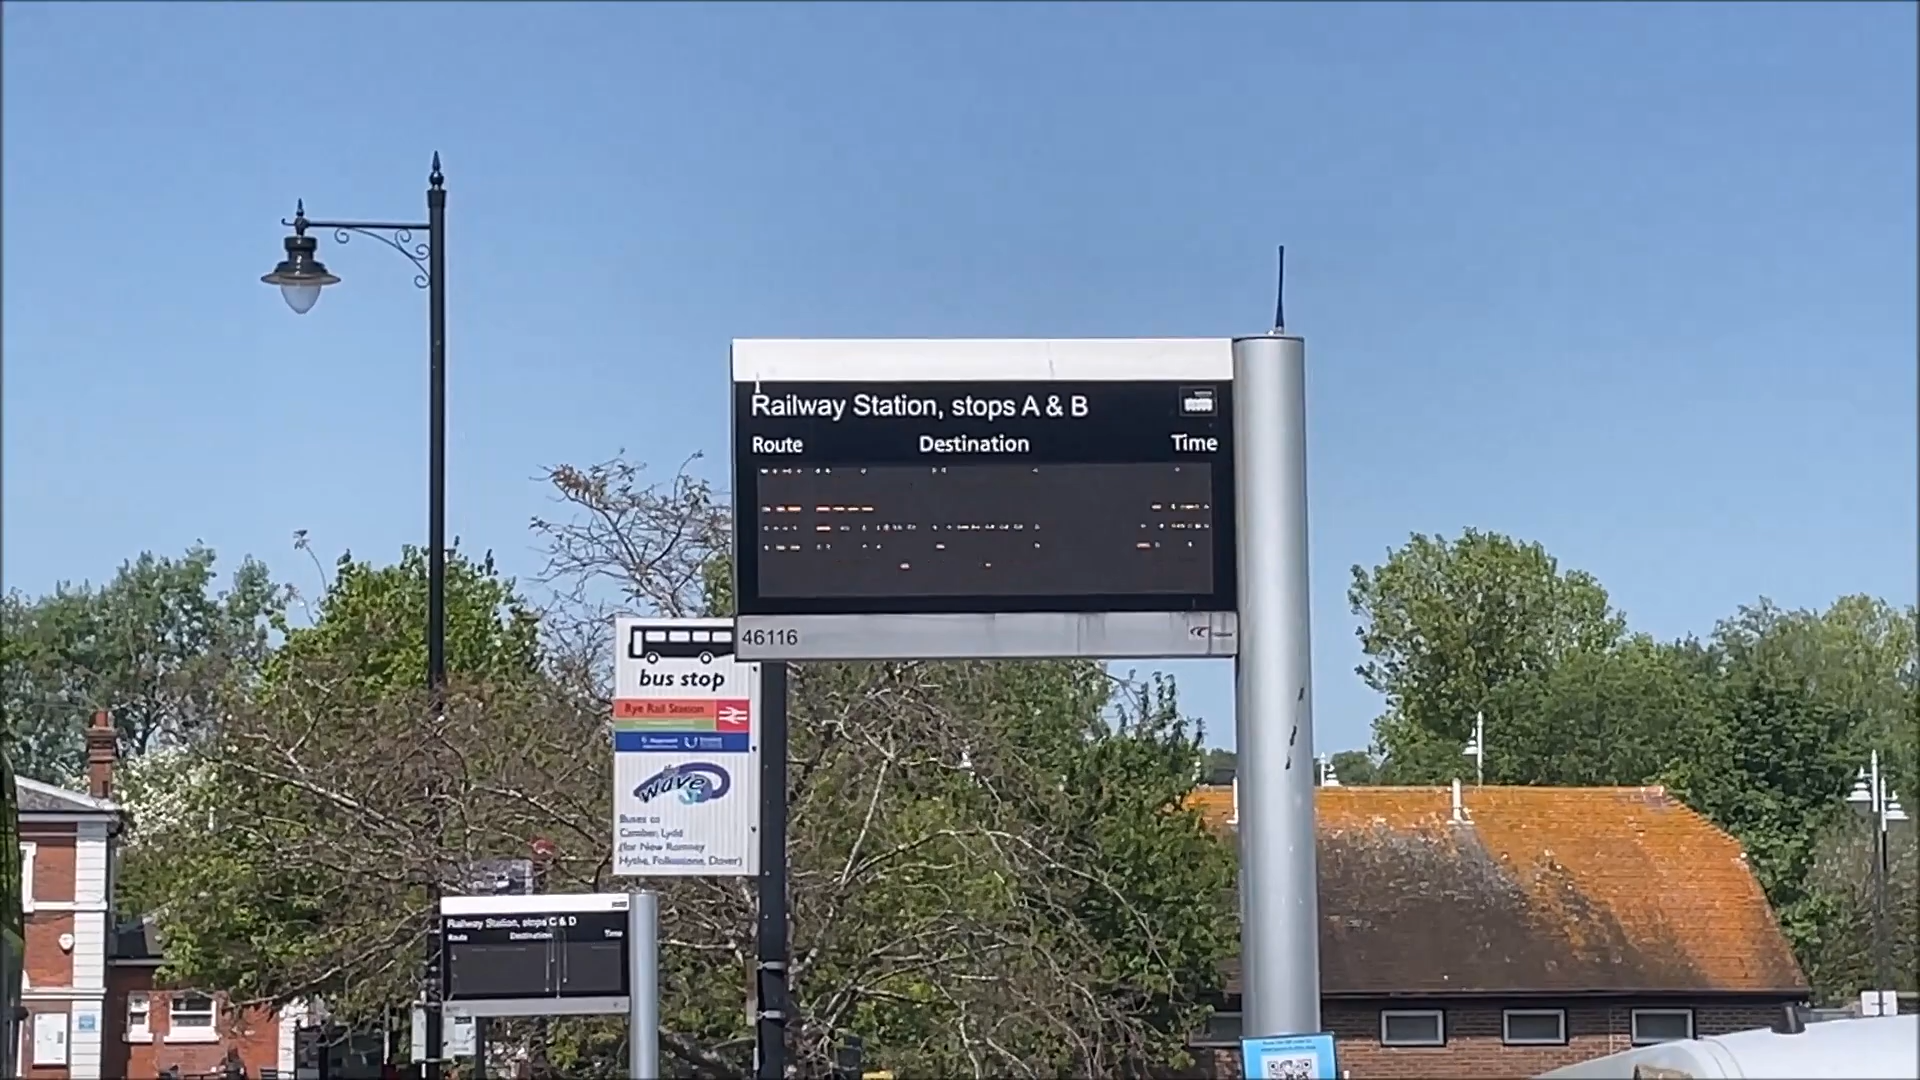 Railway Station, stops A & B
Route Destination Time
46116
bus stop
Rye Rail Station
the
wave
Buses to
Camber, Lydd
(for New Romney
Hythe, Folkestone, Dover)
Railway Station, stops C & D
Route Destination Time